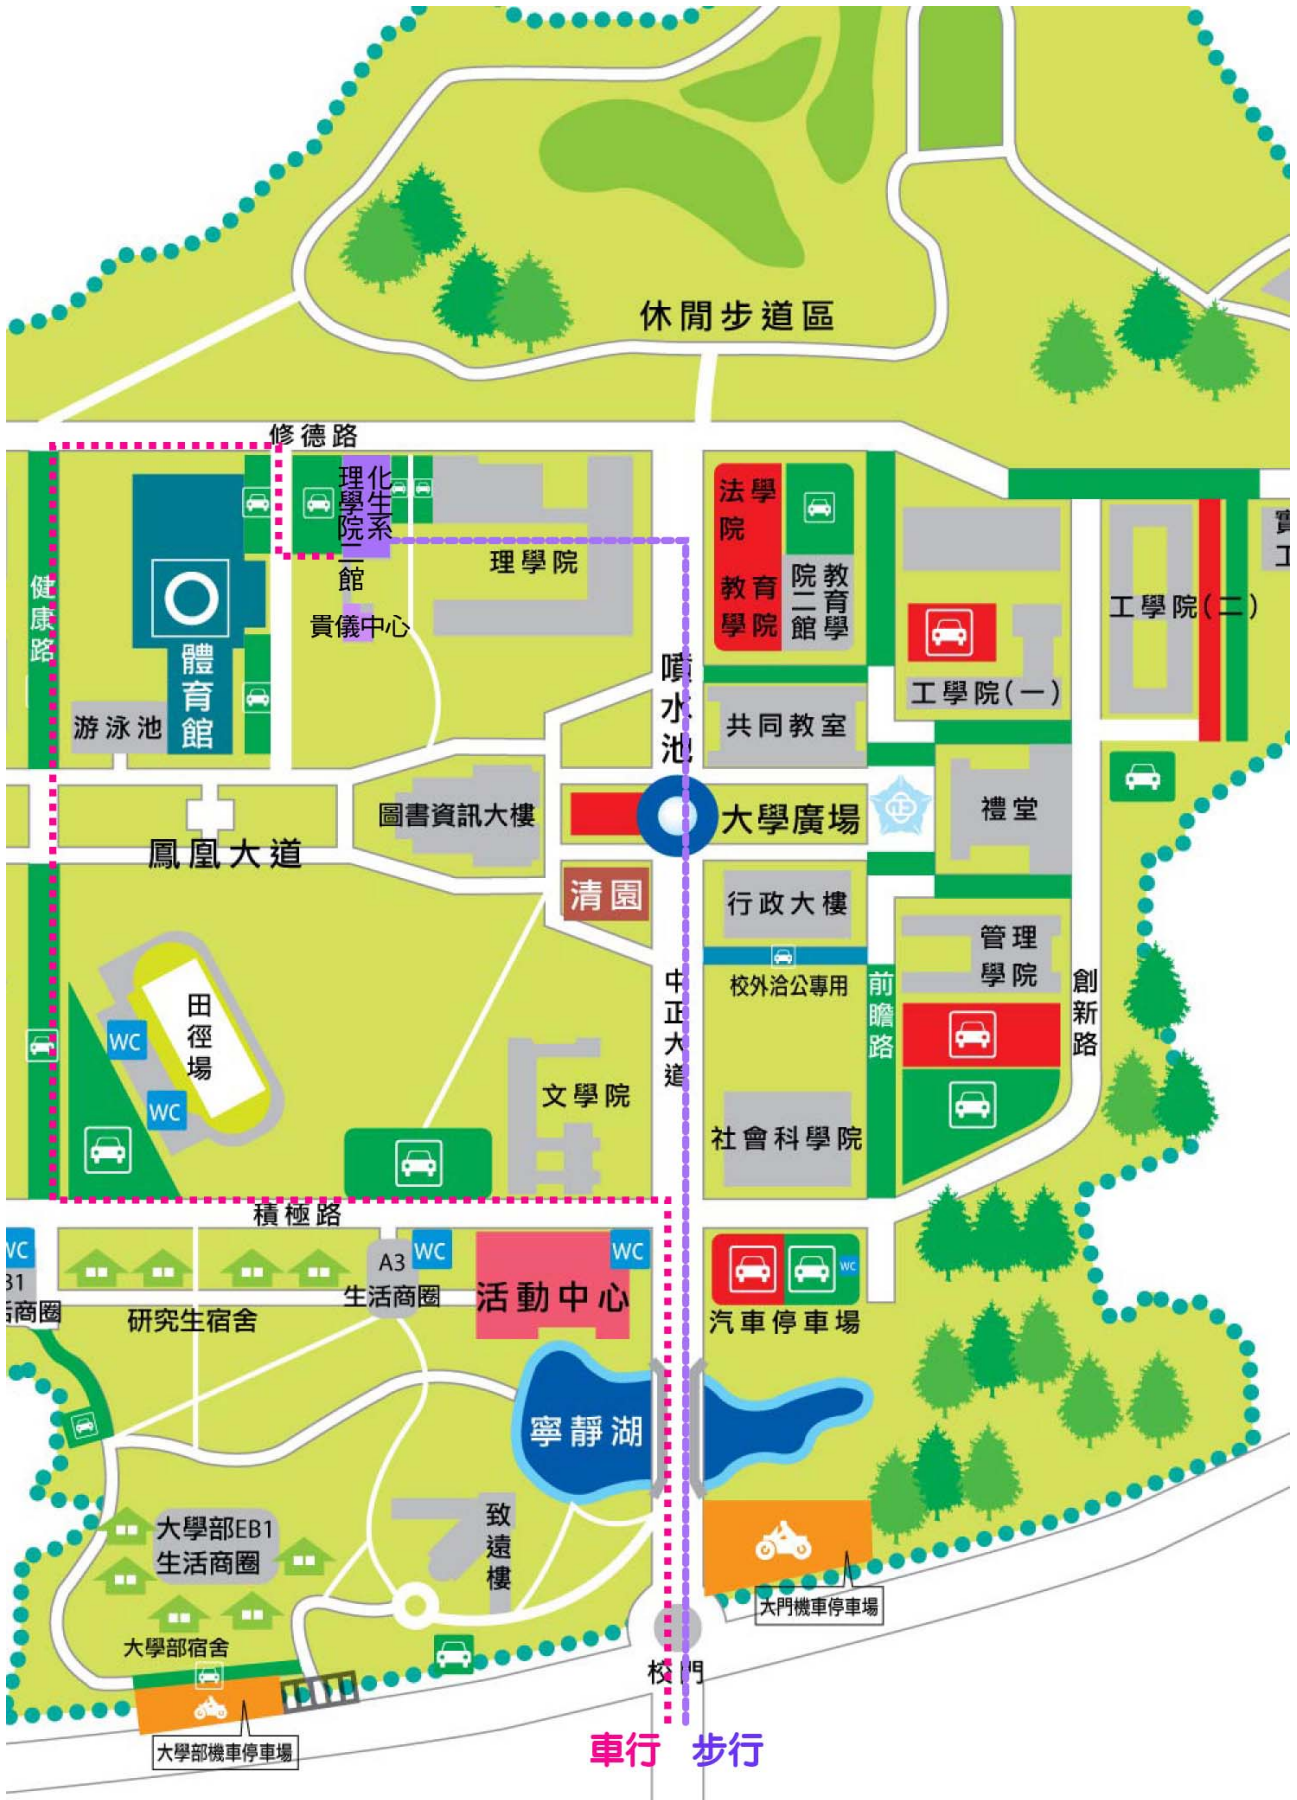 休閒步道區
修德路
化生系
理學院二館
理學院
貴儀中心
健康路
體育館
游泳池
法學院
教育學院
教育學院二館
工學院(一)
工學院(二)
噴水池
共同教室
圖書資訊大樓
大學廣場
禮堂
鳳凰大道
清園
行政大樓
校外洽公專用
管理學院
前瞻路
創新路
中正大道
田徑場
WC
WC
文學院
社會科學院
積極路
WC
A3
生活商圈
WC
WC
活動中心
WC
汽車停車場
研究生宿舍
寧靜湖
致遠樓
大學部EB1
生活商圈
大學部宿舍
大門機車停車場
校門
大學部機車停車場
車行
步行